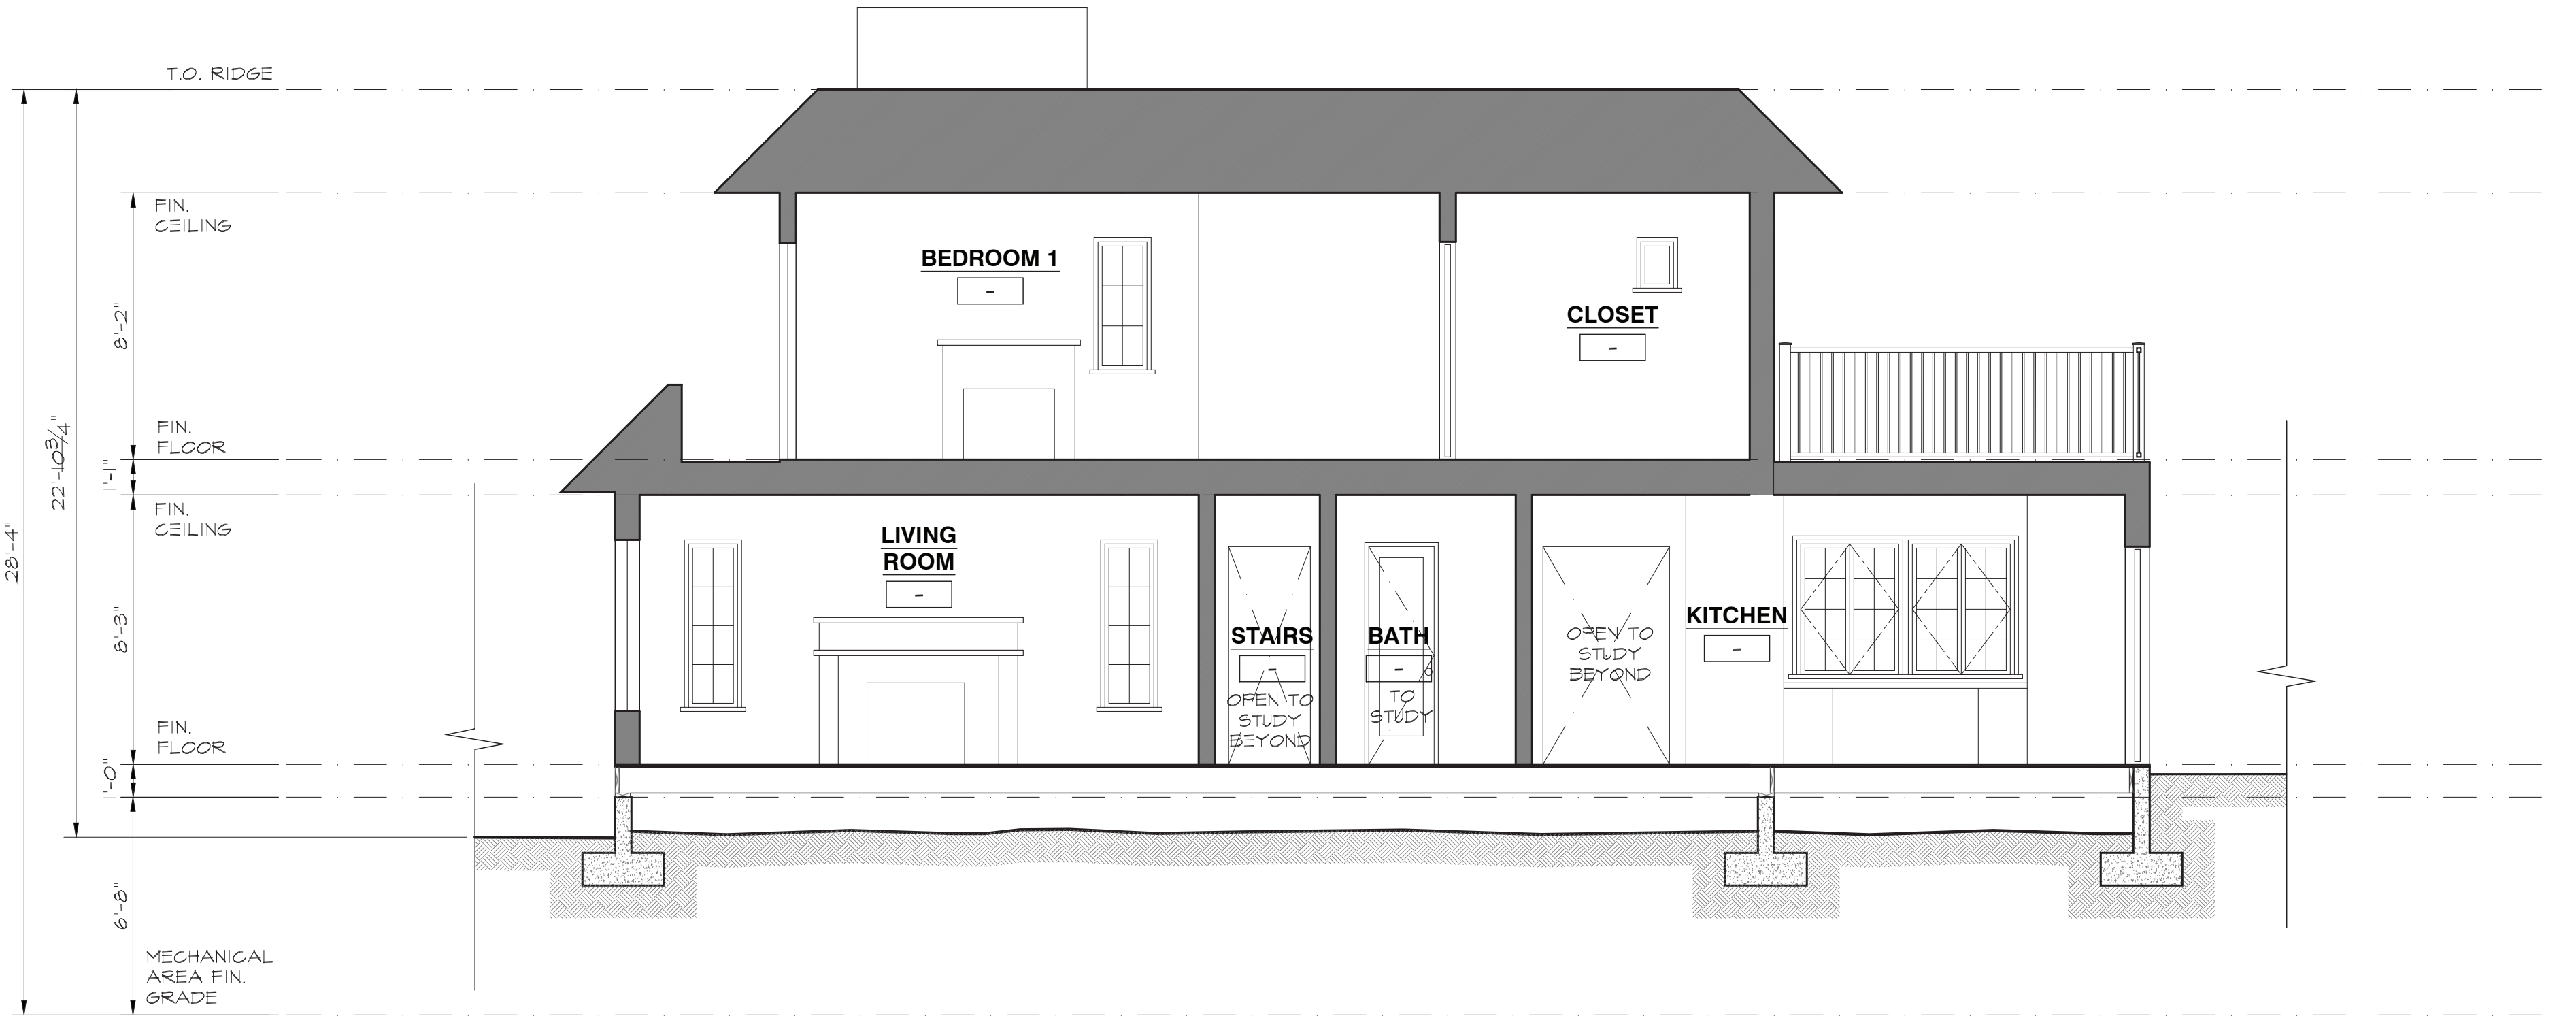 T.O. RIDGE
FIN.
CEILING
8'-2"
BEDROOM 1
-
CLOSET
-
FIN.
FLOOR
1'-1"
22'-10 3/4"
28'-4"
FIN.
CEILING
8'-3"
LIVING
ROOM
-
STAIRS
-
OPEN TO
STUDY
BEYOND
BATH
-
TO
STUDY
OPEN TO
STUDY
BEYOND
KITCHEN
-
FIN.
FLOOR
1'-0"
6'-8"
MECHANICAL
AREA FIN.
GRADE